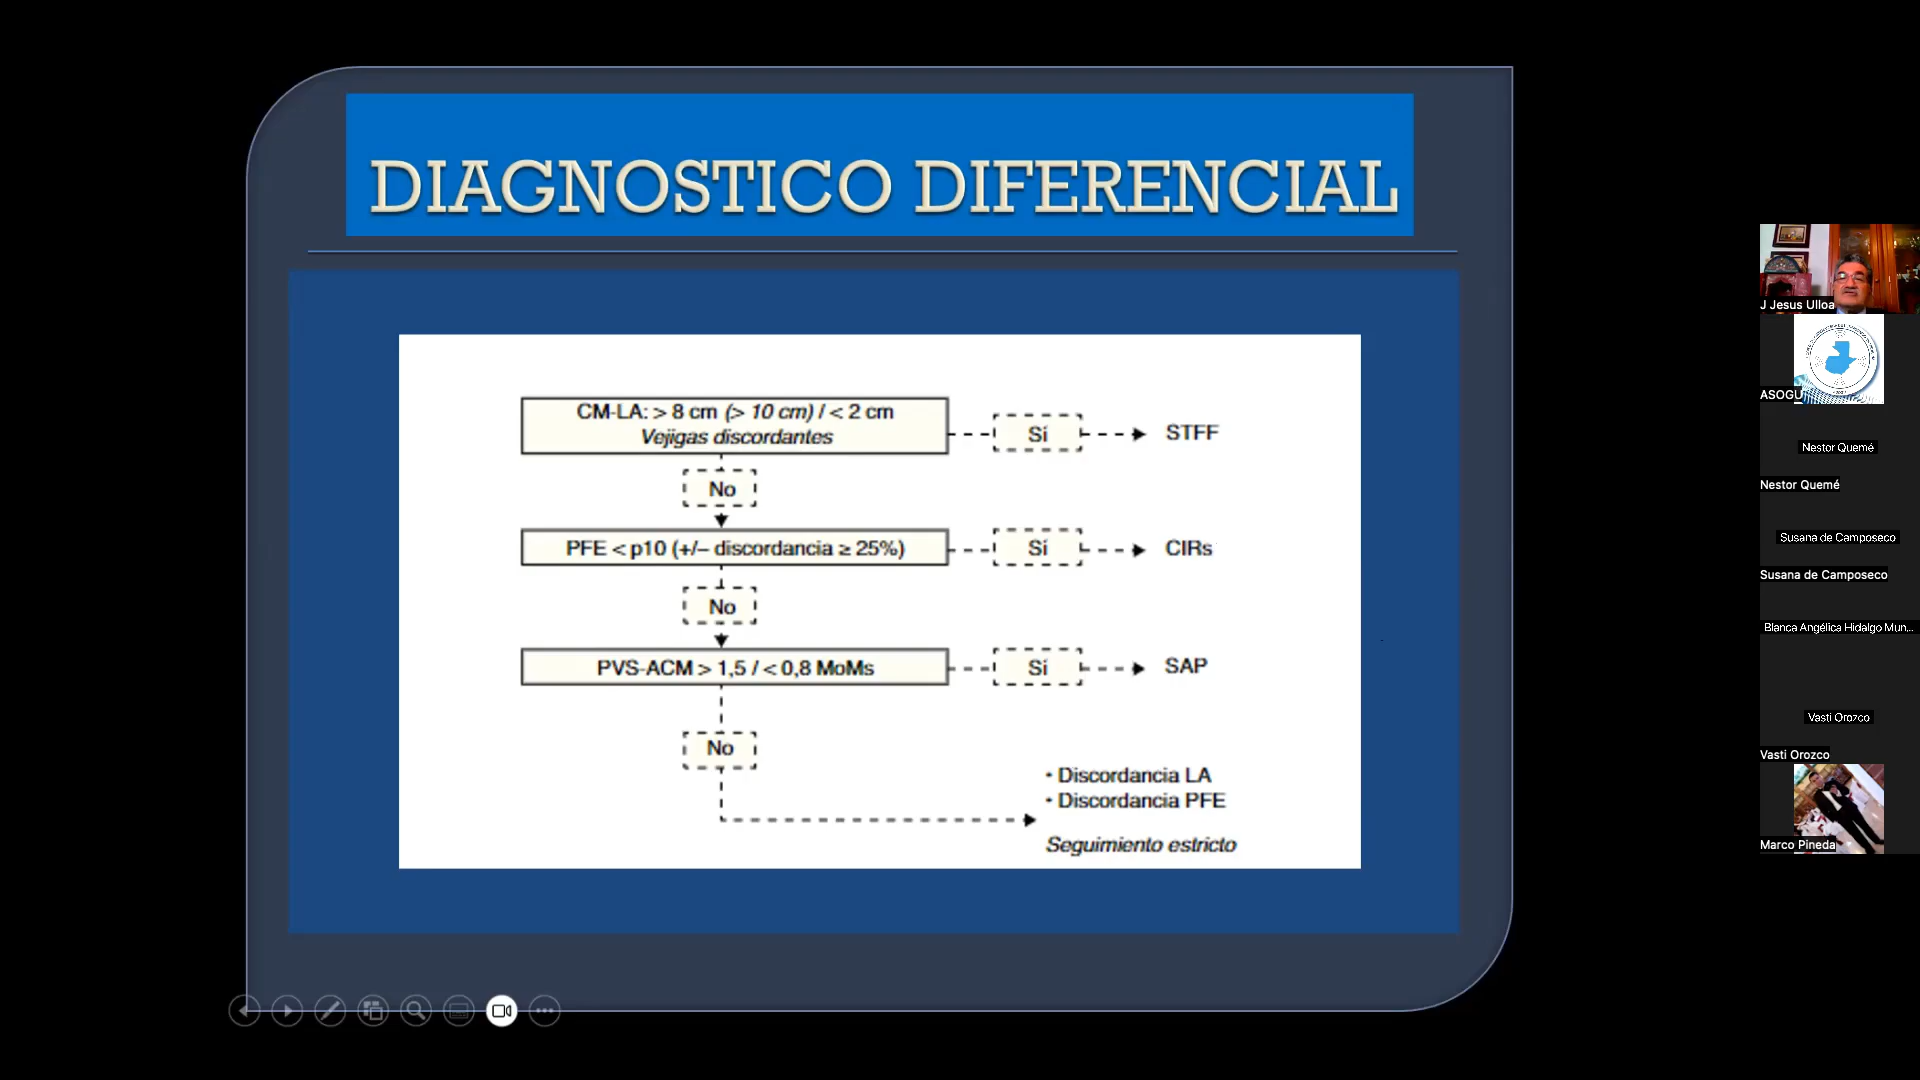 DIAGNOSTICO DIFERENCIAL
CM-LA: > 8 cm (> 10 cm) / < 2 cm
Vejigas discordantes
Sí
STFF
No
PFE < p10 (+/– discordancia ≥ 25%)
Sí
CIRs
No
PVS-ACM > 1,5 / < 0,8 MoMs
Sí
SAP
No
• Discordancia LA
• Discordancia PFE
Seguimiento estricto
J Jesus Ulloa
ASOGU
Nestor Quemé
Nestor Quemé
Susana de Camposeco
Susana de Camposeco
Blanca Angélica Hidalgo Mun...
Vasti Orozco
Vasti Orozco
Marco Pineda